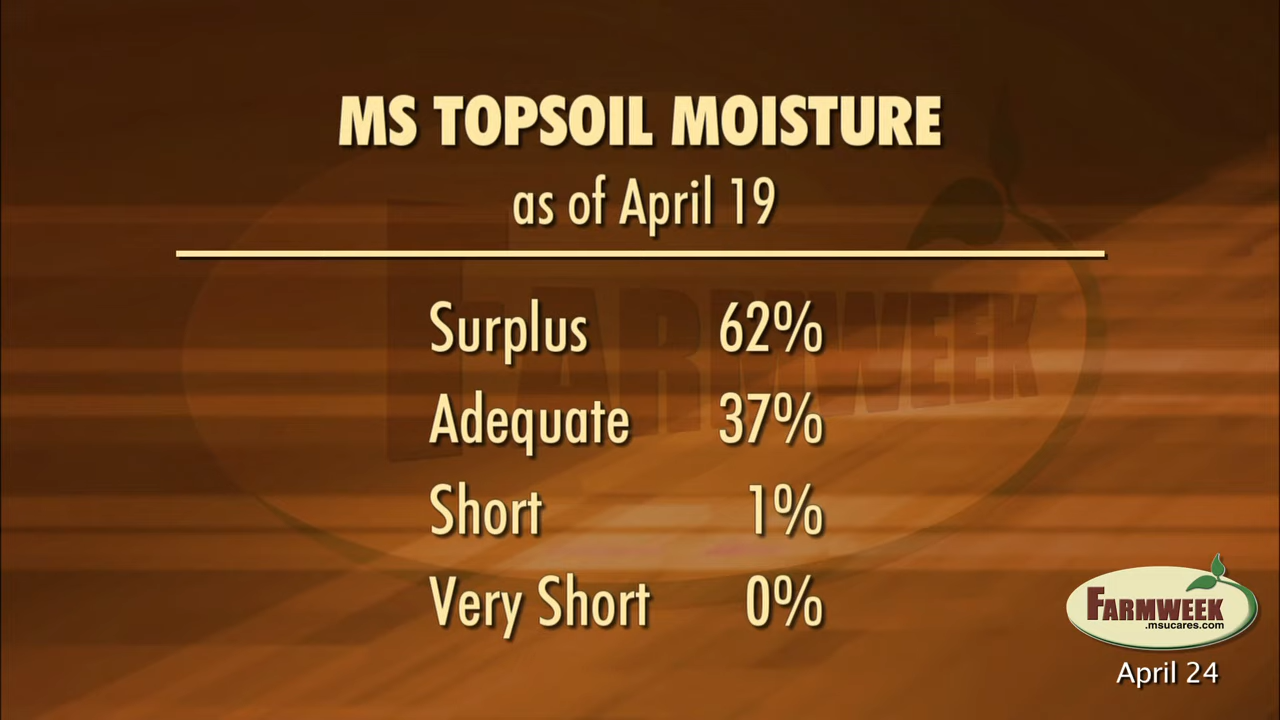 MS TOPSOIL MOISTURE
as of April 19
Surplus 62%
Adequate 37%
Short 1%
Very Short 0%
FARMWEEK
FARMWEEK
.msucares.com
April 24